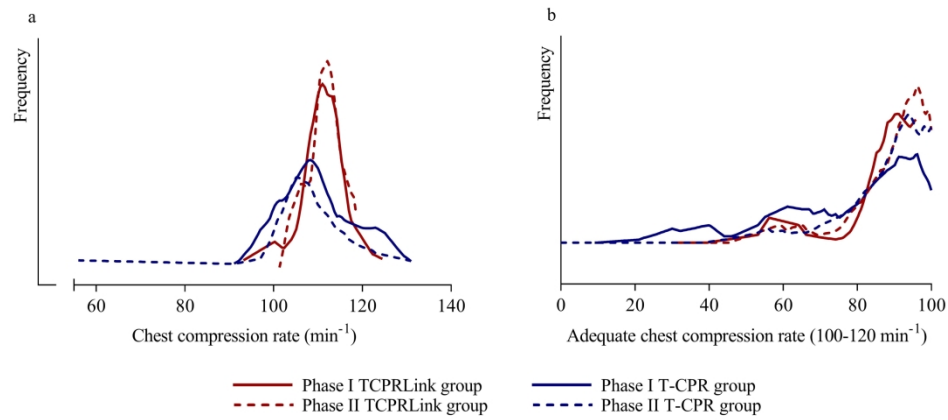 a
b
Frequency
Frequency
60 80 100 120 140
0 20 40 60 80 100
Chest compression rate (min⁻¹)
Adequate chest compression rate (100-120 min⁻¹)
Phase I TCPRLink group
Phase I T-CPR group
Phase II TCPRLink group
Phase II T-CPR group